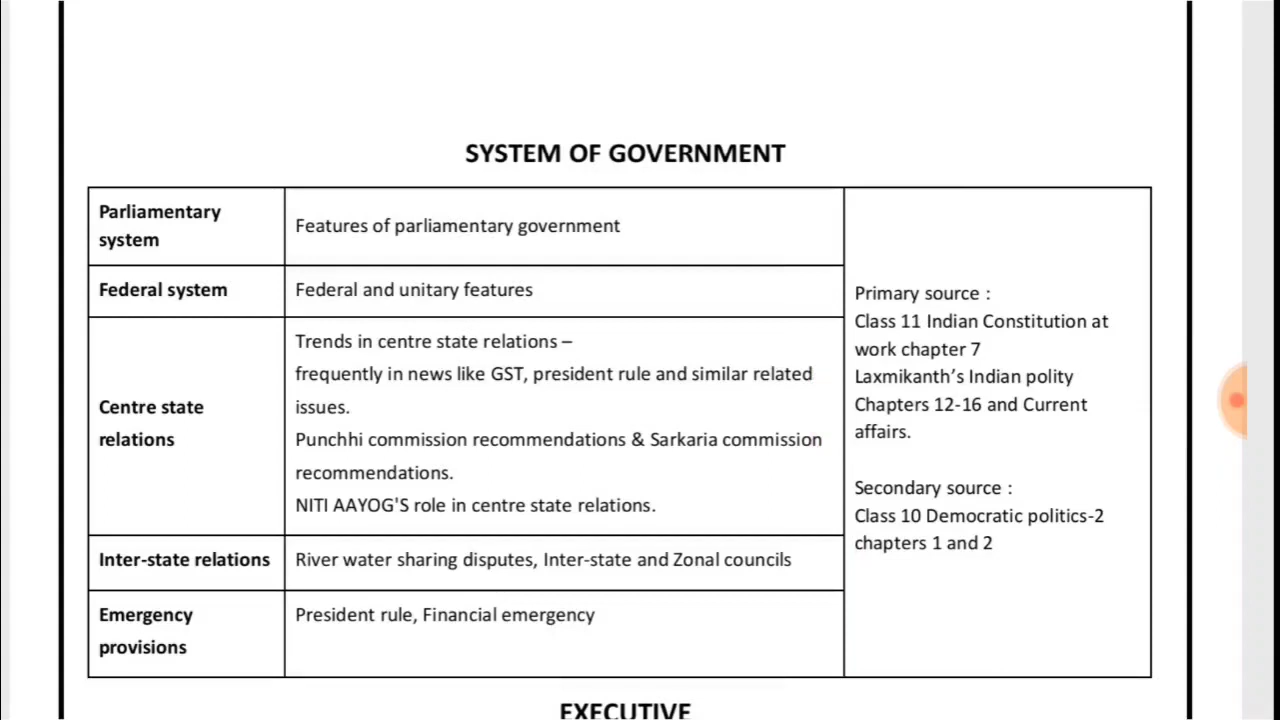 SYSTEM OF GOVERNMENT
Parliamentary
system
Features of parliamentary government
Federal system
Federal and unitary features
Centre state
relations
Trends in centre state relations –
frequently in news like GST, president rule and similar related
issues.
Punchhi commission recommendations & Sarkaria commission
recommendations.
NITI AAYOG'S role in centre state relations.
Inter-state relations
River water sharing disputes, Inter-state and Zonal councils
Emergency
provisions
President rule, Financial emergency
Primary source :
Class 11 Indian Constitution at
work chapter 7
Laxmikanth’s Indian polity
Chapters 12-16 and Current
affairs.
Secondary source :
Class 10 Democratic politics-2
chapters 1 and 2
EXECUTIVE